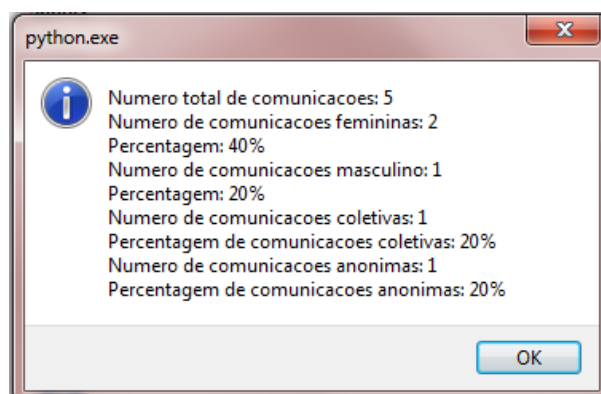 python.exe
Numero total de comunicacoes: 5
Numero de comunicacoes femininas: 2
Percentagem: 40%
Numero de comunicacoes masculino: 1
Percentagem: 20%
Numero de comunicacoes coletivas: 1
Percentagem de comunicacoes coletivas: 20%
Numero de comunicacoes anonimas: 1
Percentagem de comunicacoes anonimas: 20%
OK